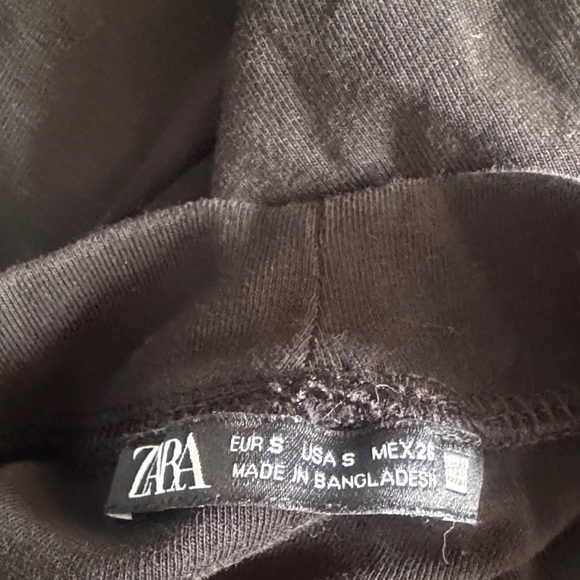 ZARA
EUR S USA S MEX 26
MADE IN BANGLADESH